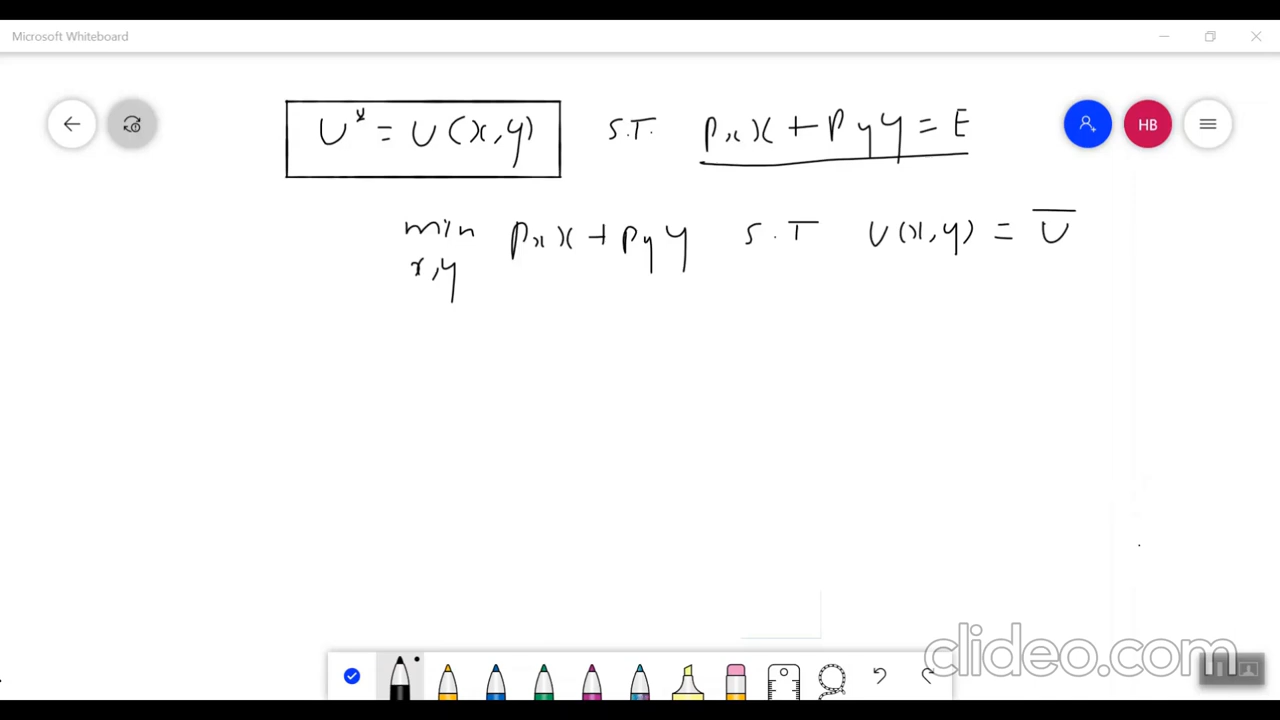 Microsoft Whiteboard
U* = U(x,y) S.T. Pxx + Pyy = E
min Pxx + Pyy S.T U(x,y) = U̅
x,y
HB
clideo.com